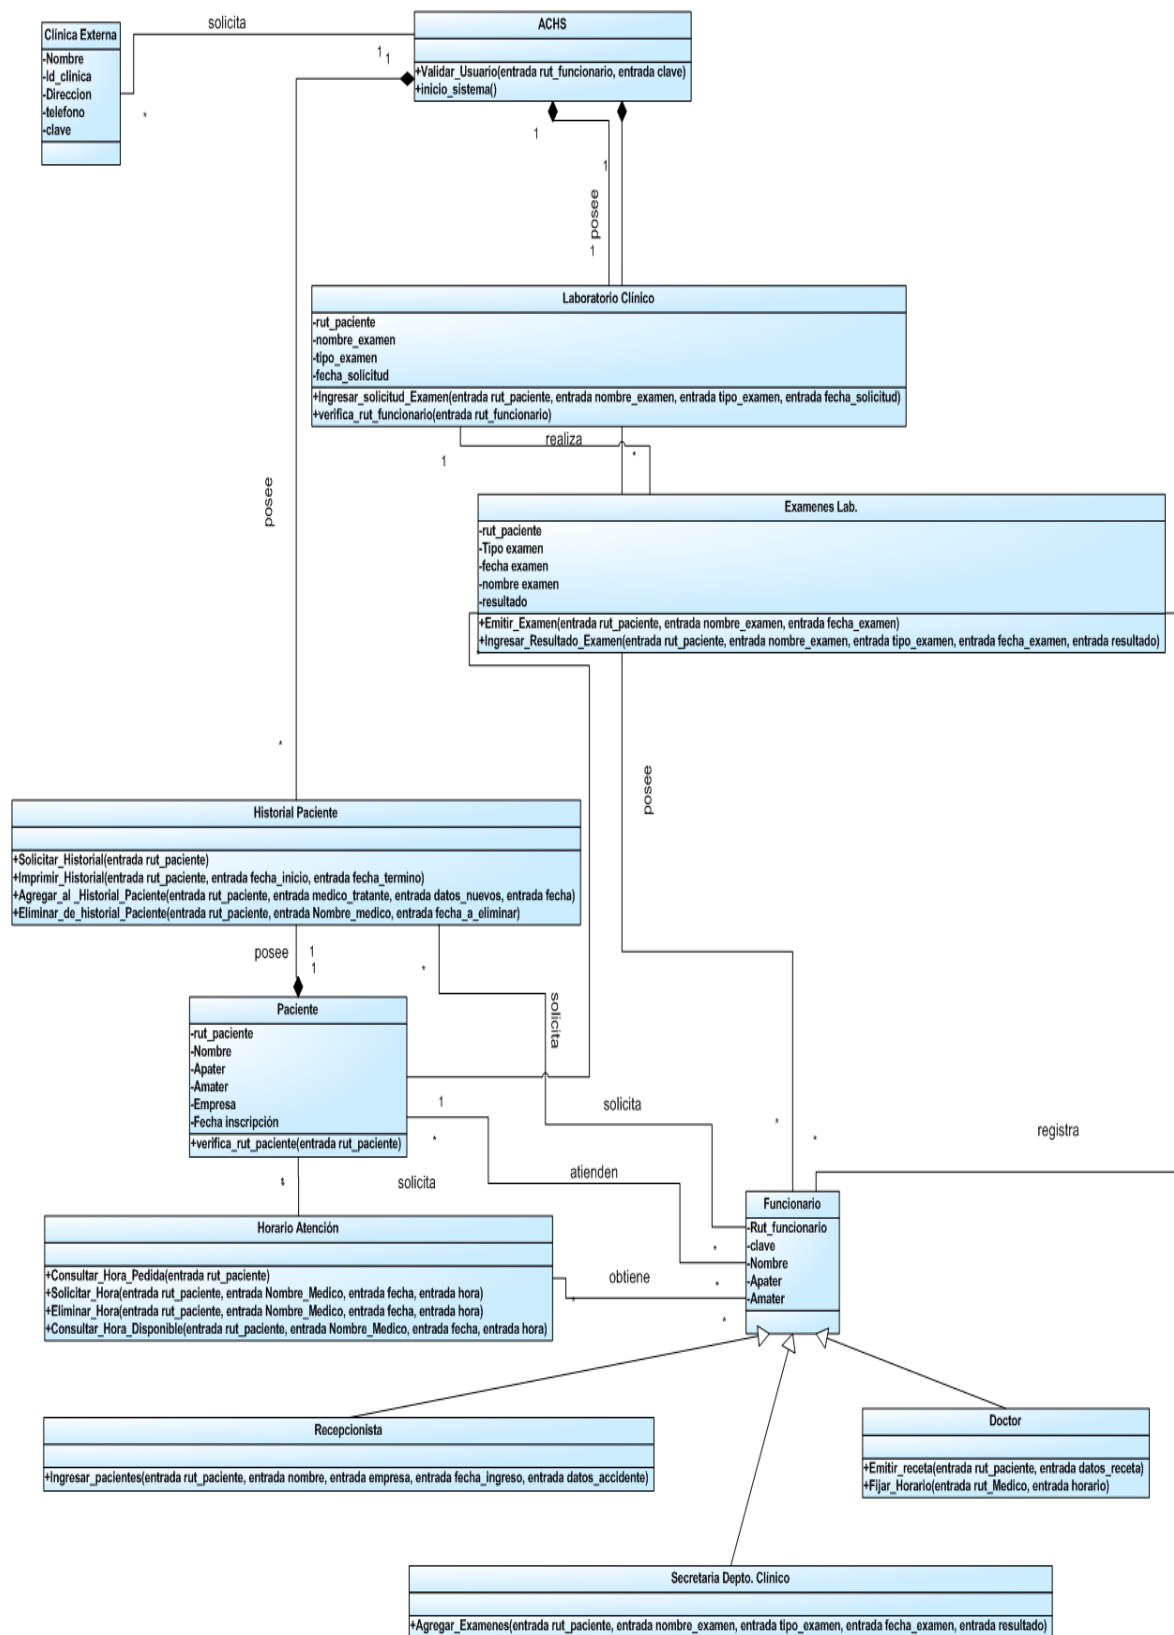 solicita
Clínica Externa
-Nombre
-Id_clinica
-Direccion
-telefono
-clave
*
ACHS
+Validar_Usuario(entrada rut_funcionario, entrada clave)
+inicio_sistema()
1
1
1
1
posee
1
Laboratorio Clínico
-rut_paciente
-nombre_examen
-tipo_examen
-fecha_solicitud
+Ingresar_solicitud_Examen(entrada rut_paciente, entrada nombre_examen, entrada tipo_examen, entrada fecha_solicitud)
+verifica_rut_funcionario(entrada rut_funcionario)
realiza
1
*
posee
Examenes Lab.
-rut_paciente
-Tipo examen
-fecha examen
-nombre examen
-resultado
+Emitir_Examen(entrada rut_paciente, entrada nombre_examen, entrada fecha_examen)
+Ingresar_Resultado_Examen(entrada rut_paciente, entrada nombre_examen, entrada tipo_examen, entrada fecha_examen, entrada resultado)
*
*
posee
Historial Paciente
+Solicitar_Historial(entrada rut_paciente)
+Imprimir_Historial(entrada rut_paciente, entrada fecha_inicio, entrada fecha_termino)
+Agregar_al _Historial_Paciente(entrada rut_paciente, entrada medico_tratante, entrada datos_nuevos, entrada fecha)
+Eliminar_de_historial_Paciente(entrada rut_paciente, entrada Nombre_medico, entrada fecha_a_eliminar)
posee
1
1
*
solicita
Paciente
-rut_paciente
-Nombre
-Apater
-Amater
-Empresa
-Fecha inscripción
+verifica_rut_paciente(entrada rut_paciente)
1
*
solicita
*
*
registra
*
solicita
atienden
Horario Atención
+Consultar_Hora_Pedida(entrada rut_paciente)
+Solicitar_Hora(entrada rut_paciente, entrada Nombre_Medico, entrada fecha, entrada hora)
+Eliminar_Hora(entrada rut_paciente, entrada Nombre_Medico, entrada fecha, entrada hora)
+Consultar_Hora_Disponible(entrada rut_paciente, entrada Nombre_Medico, entrada fecha, entrada hora)
obtiene
*
*
*
*
Funcionario
-Rut_funcionario
-clave
-Nombre
-Apater
-Amater
Recepcionista
+Ingresar_pacientes(entrada rut_paciente, entrada nombre, entrada empresa, entrada fecha_ingreso, entrada datos_accidente)
Doctor
+Emitir_receta(entrada rut_paciente, entrada datos_receta)
+Fijar_Horario(entrada rut_Medico, entrada horario)
Secretaria Depto. Clínico
+Agregar_Examenes(entrada rut_paciente, entrada nombre_examen, entrada tipo_examen, entrada fecha_examen, entrada resultado)